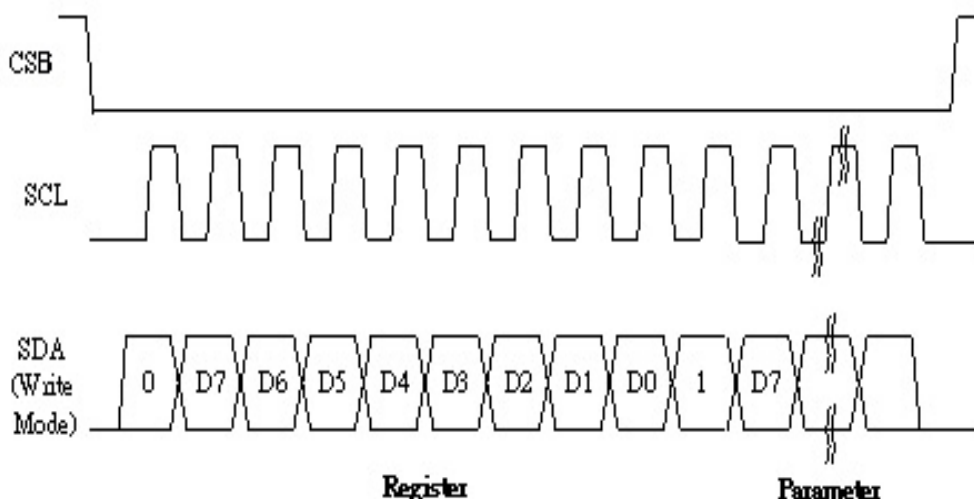 CSB
SCL
SDA
(Write
Mode)
0 D7 D6 D5 D4 D3 D2 D1 D0 1 D7
Register Parameter